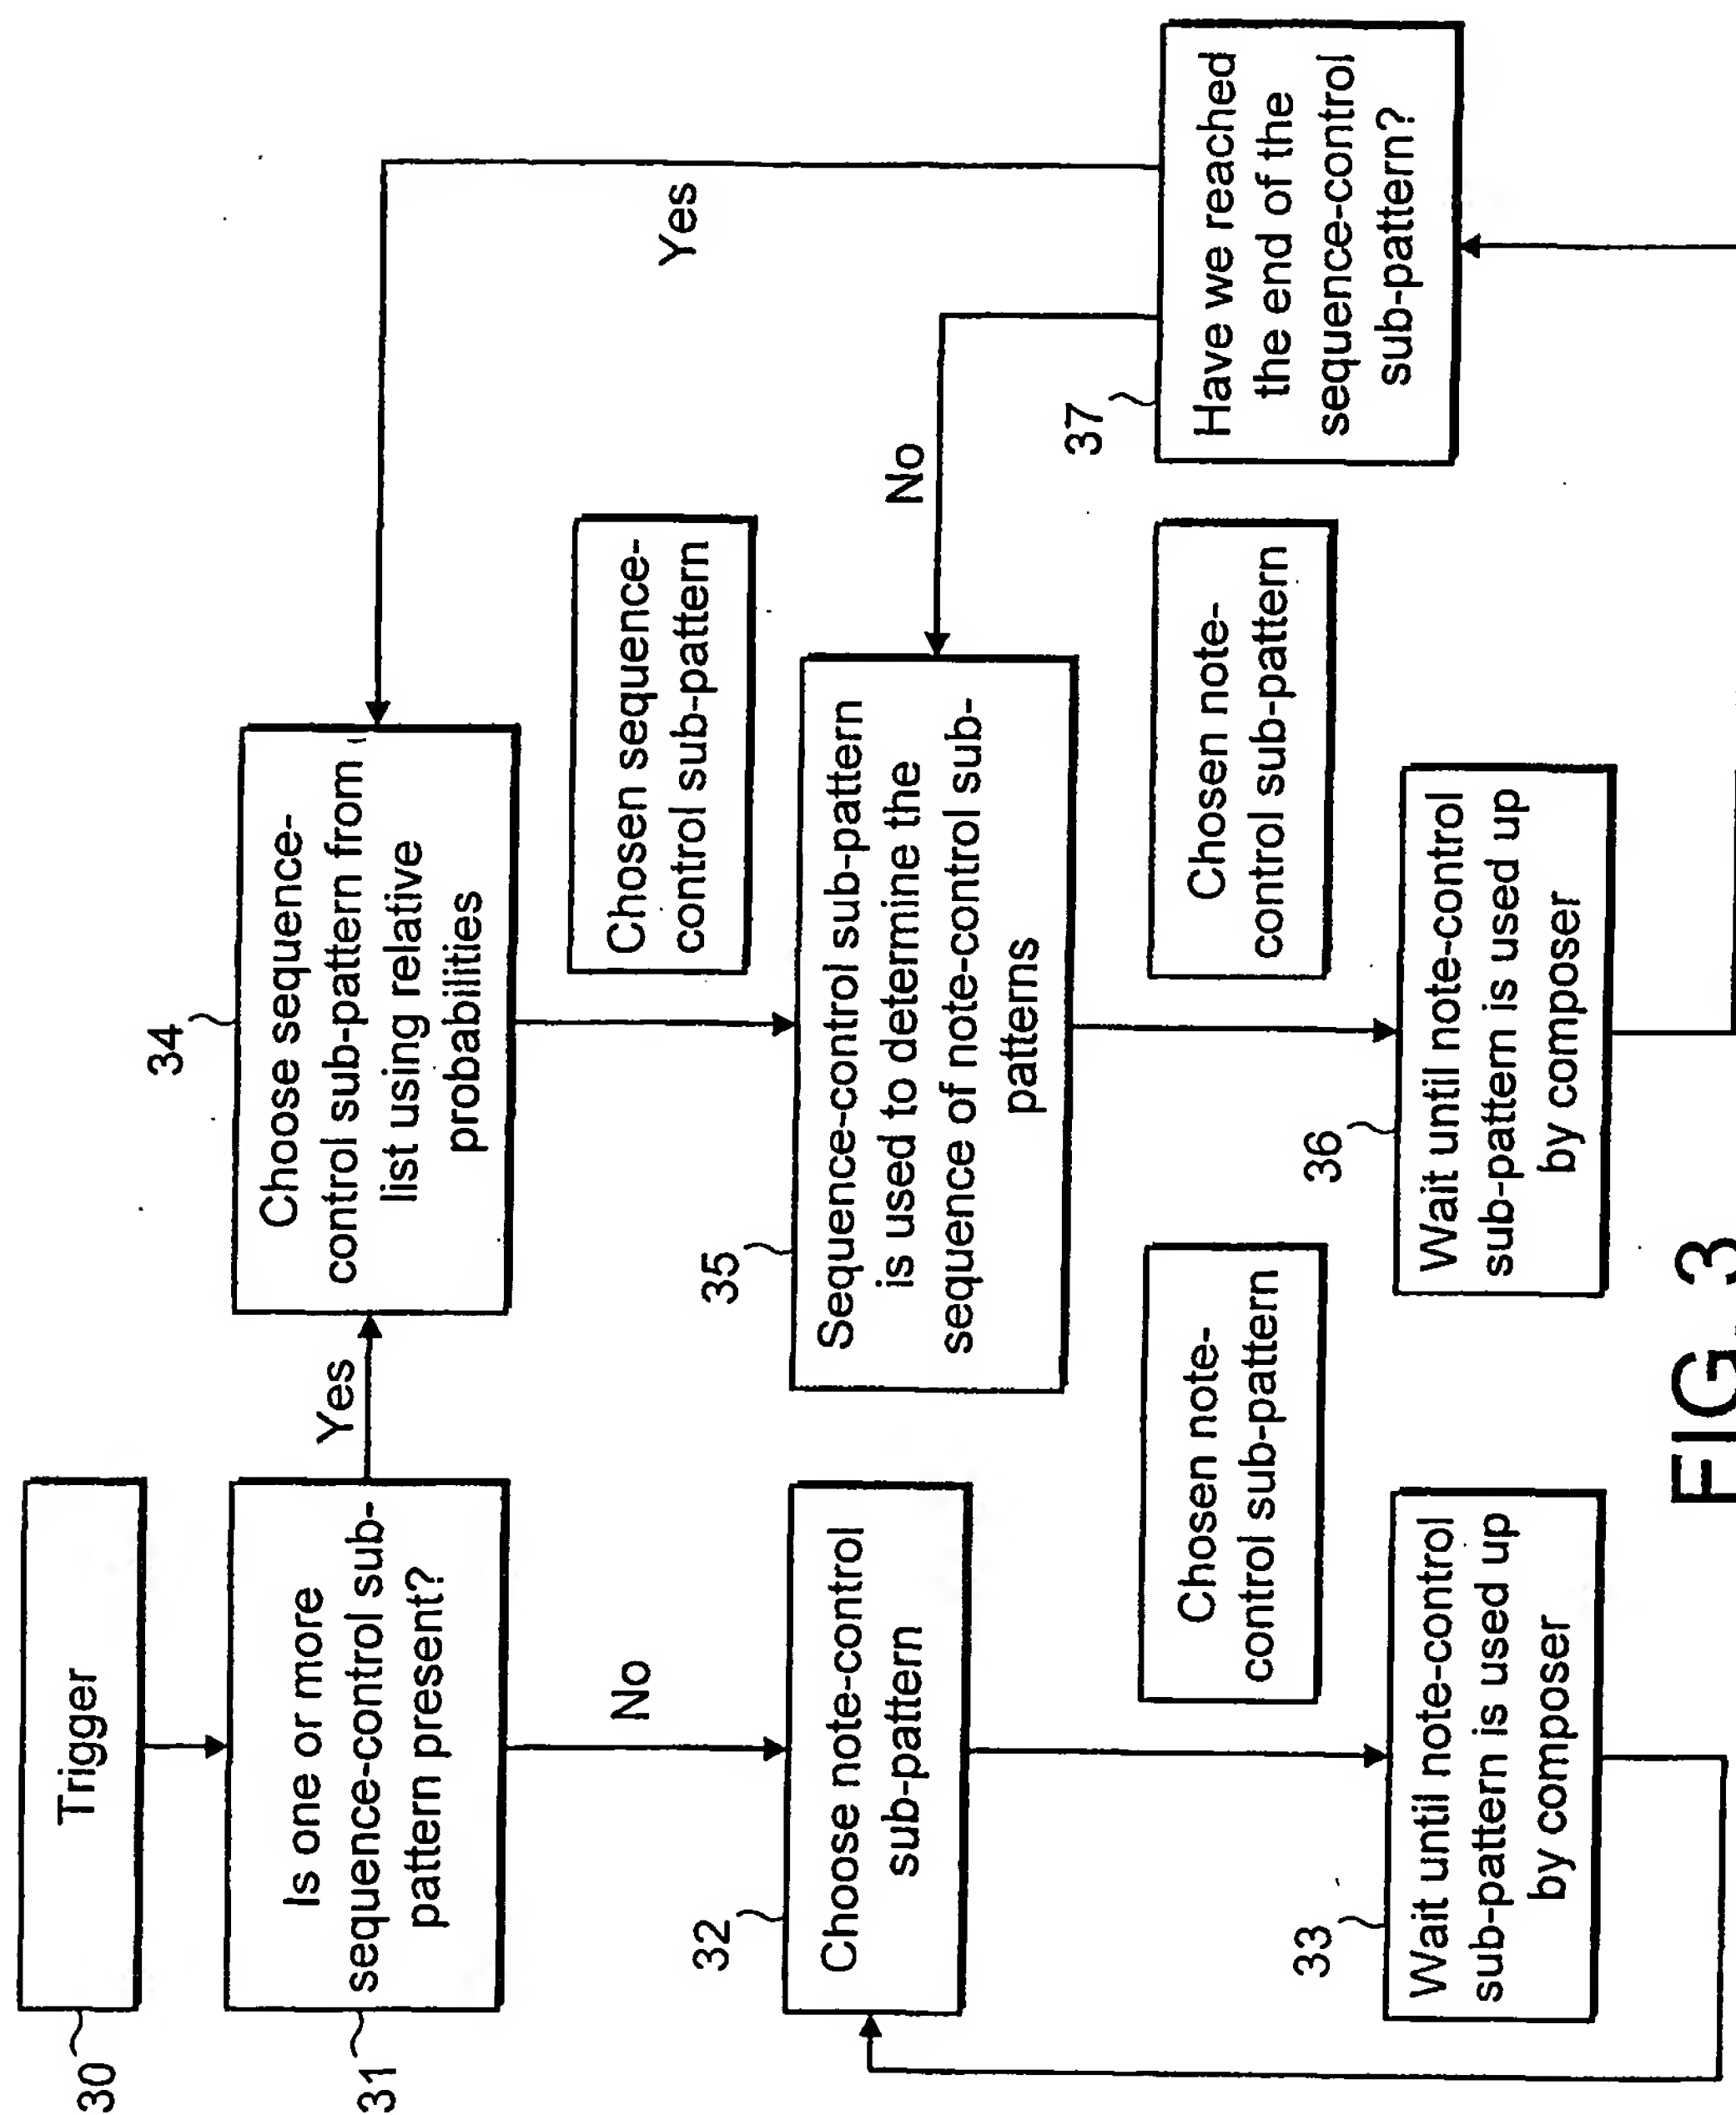 30
Trigger
31
Is one or more
sequence-control sub-
pattern present?
Yes
No
32
Choose note-control
sub-pattern
Chosen note-
control sub-pattern
33
Wait until note-control
sub-pattern is used up
by composer
34
Choose sequence-
control sub-pattern from
list using relative
probabilities
Chosen sequence-
control sub-pattern
35
Sequence-control sub-pattern
is used to determine the
sequence of note-control sub-
patterns
Chosen note-
control sub-pattern
36
Wait until note-control
sub-pattern is used up
by composer
37
Have we reached
the end of the
sequence-control
sub-pattern?
No
Yes
FIG. 3